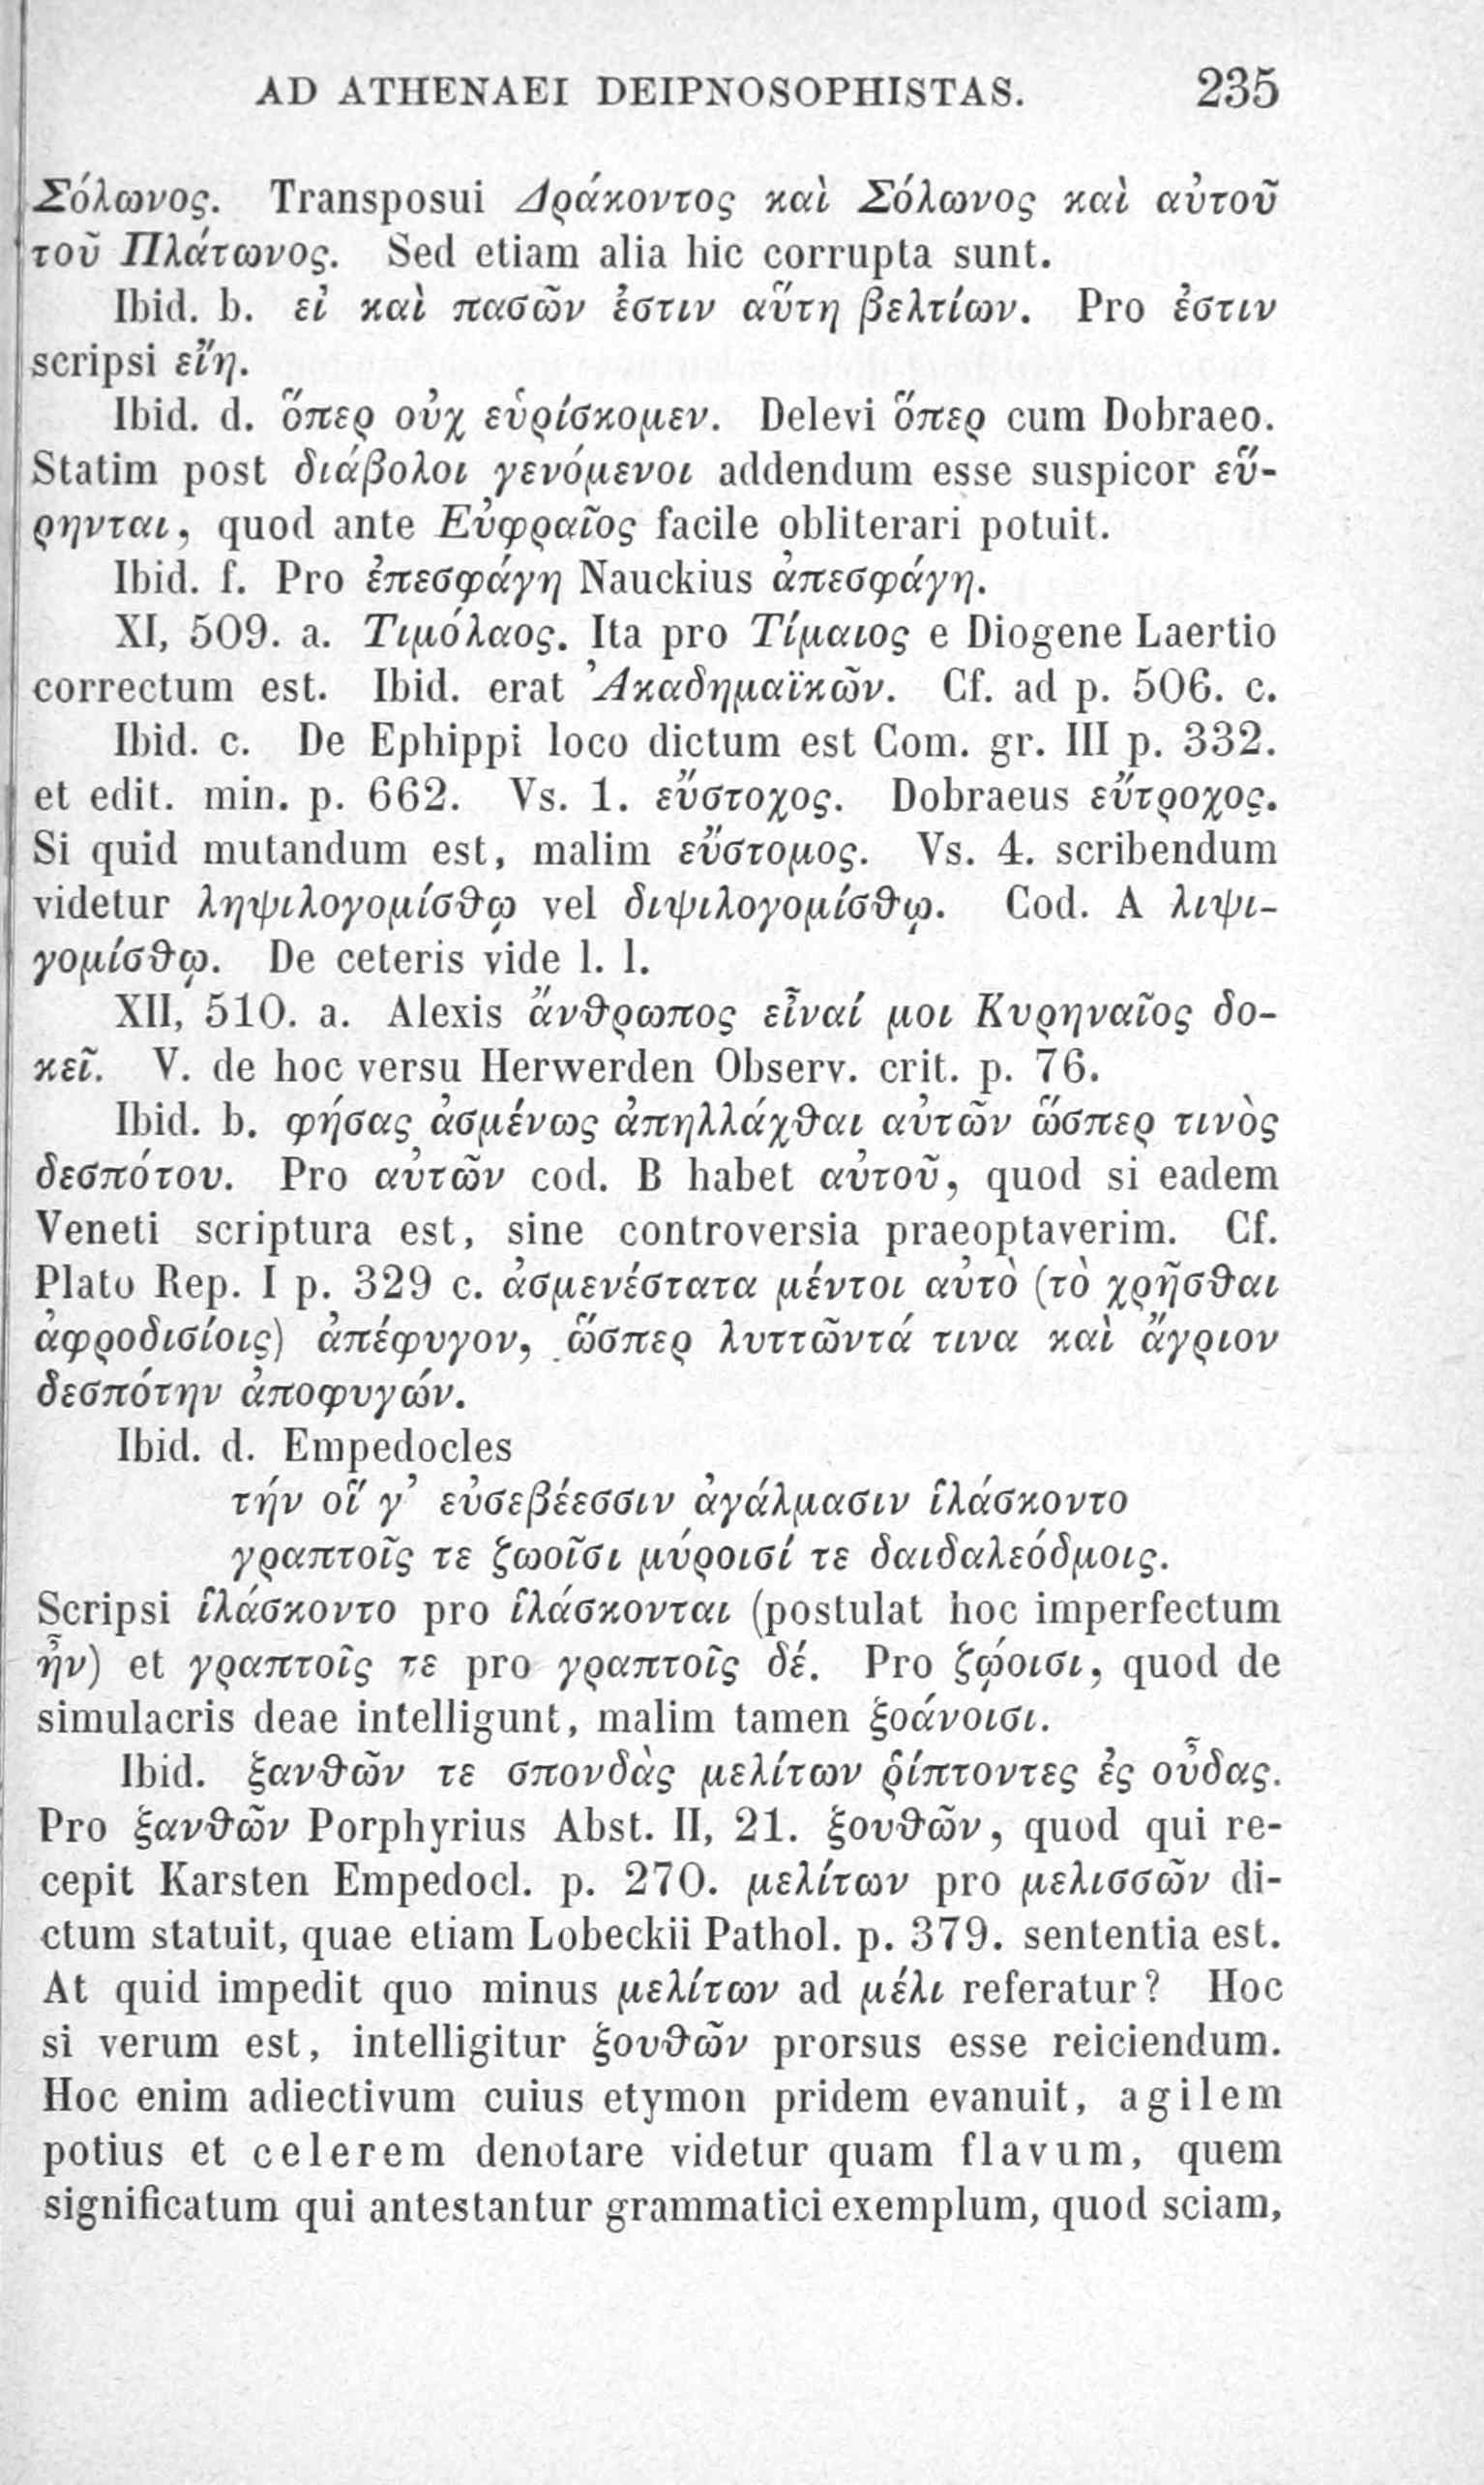 AD ATHENAEI DEIPNOSOPHISTAS. 235
Σόλωνος. Transposui Δράκοντος καὶ Σόλωνος καὶ αὐτοῦ
τοῦ Πλάτωνος. Sed etiam alia hic corrupta sunt.
Ibid. b. εἰ καὶ πασῶν ἐστιν αὕτη βελτίων. Pro ἐστιν
scripsi εἴη.
Ibid. d. ὅπερ οὐχ εὑρίσκομεν. Delevi ὅπερ cum Dobraeo.
Statim post διάβολοι γενόμενοι addendum esse suspicor εὕ-
ρηνται, quod ante Εὐφραῖος facile obliterari potuit.
Ibid. f. Pro ἐπεσφάγη Nauckius ἀπεσφάγη.
XI, 509. a. Τιμόλαος. Ita pro Τίμαιος e Diogene Laertio
correctum est. Ibid. erat Ἀκαδημαϊκῶν. Cf. ad p. 506. c.
Ibid. c. De Ephippi loco dictum est Com. gr. III p. 332.
et edit. min. p. 662. Vs. 1. εὔστοχος. Dobraeus εὔτροχος.
Si quid mutandum est, malim εὔστομος. Vs. 4. scribendum
videtur ληψιλογομίσθῳ vel διψιλογομίσθῳ. Cod. A λιψι-
γομίσθῳ. De ceteris vide l. l.
XII, 510. a. Alexis ἄνθρωπος εἶναί μοι Κυρηναῖος δο-
κεῖ. V. de hoc versu Herwerden Observ. crit. p. 76.
Ibid. b. φήσας ἀσμένως ἀπηλλάχθαι αὐτῶν ὥσπερ τινὸς
δεσπότου. Pro αὐτῶν cod. B habet αὐτοῦ, quod si eadem
Veneti scriptura est, sine controversia praeoptaverim. Cf.
Plato Rep. I p. 329 c. ἀσμενέστατα μέντοι αὐτὸ (τὸ χρῆσθαι
ἀφροδισίοις) ἀπέφυγον, ὥσπερ λυττῶντά τινα καὶ ἄγριον
δεσπότην ἀποφυγών.
Ibid. d. Empedocles
τήν οἵ γ' εὐσεβέεσσιν ἀγάλμασιν ἱλάσκοντο
γραπτοῖς τε ζωοῖσι μύροισί τε δαιδαλεόδμοις.
Scripsi ἱλάσκοντο pro ἱλάσκονται (postulat hoc imperfectum
ἦν) et γραπτοῖς τε pro γραπτοῖς δέ. Pro ζῴοισι, quod de
simulacris deae intelligunt, malim tamen ξοάνοισι.
Ibid. ξανθῶν τε σπονδὰς μελίτων ῥίπτοντες ἐς οὖδας.
Pro ξανθῶν Porphyrius Abst. II, 21. ξουθῶν, quod qui re-
cepit Karsten Empedocl. p. 270. μελίτων pro μελισσῶν di-
ctum statuit, quae etiam Lobeckii Pathol. p. 379. sententia est.
At quid impedit quo minus μελίτων ad μέλι referatur? Hoc
si verum est, intelligitur ξουθῶν prorsus esse reiciendum.
Hoc enim adiectivum cuius etymon pridem evanuit, agilem
potius et celerem denotare videtur quam flavum, quem
significatum qui antestantur grammatici exemplum, quod sciam,